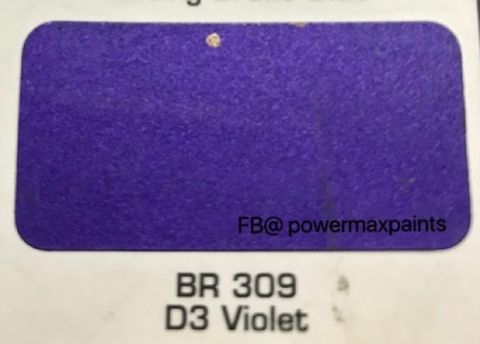 FB@ powermaxpaints
BR 309
D3 Violet